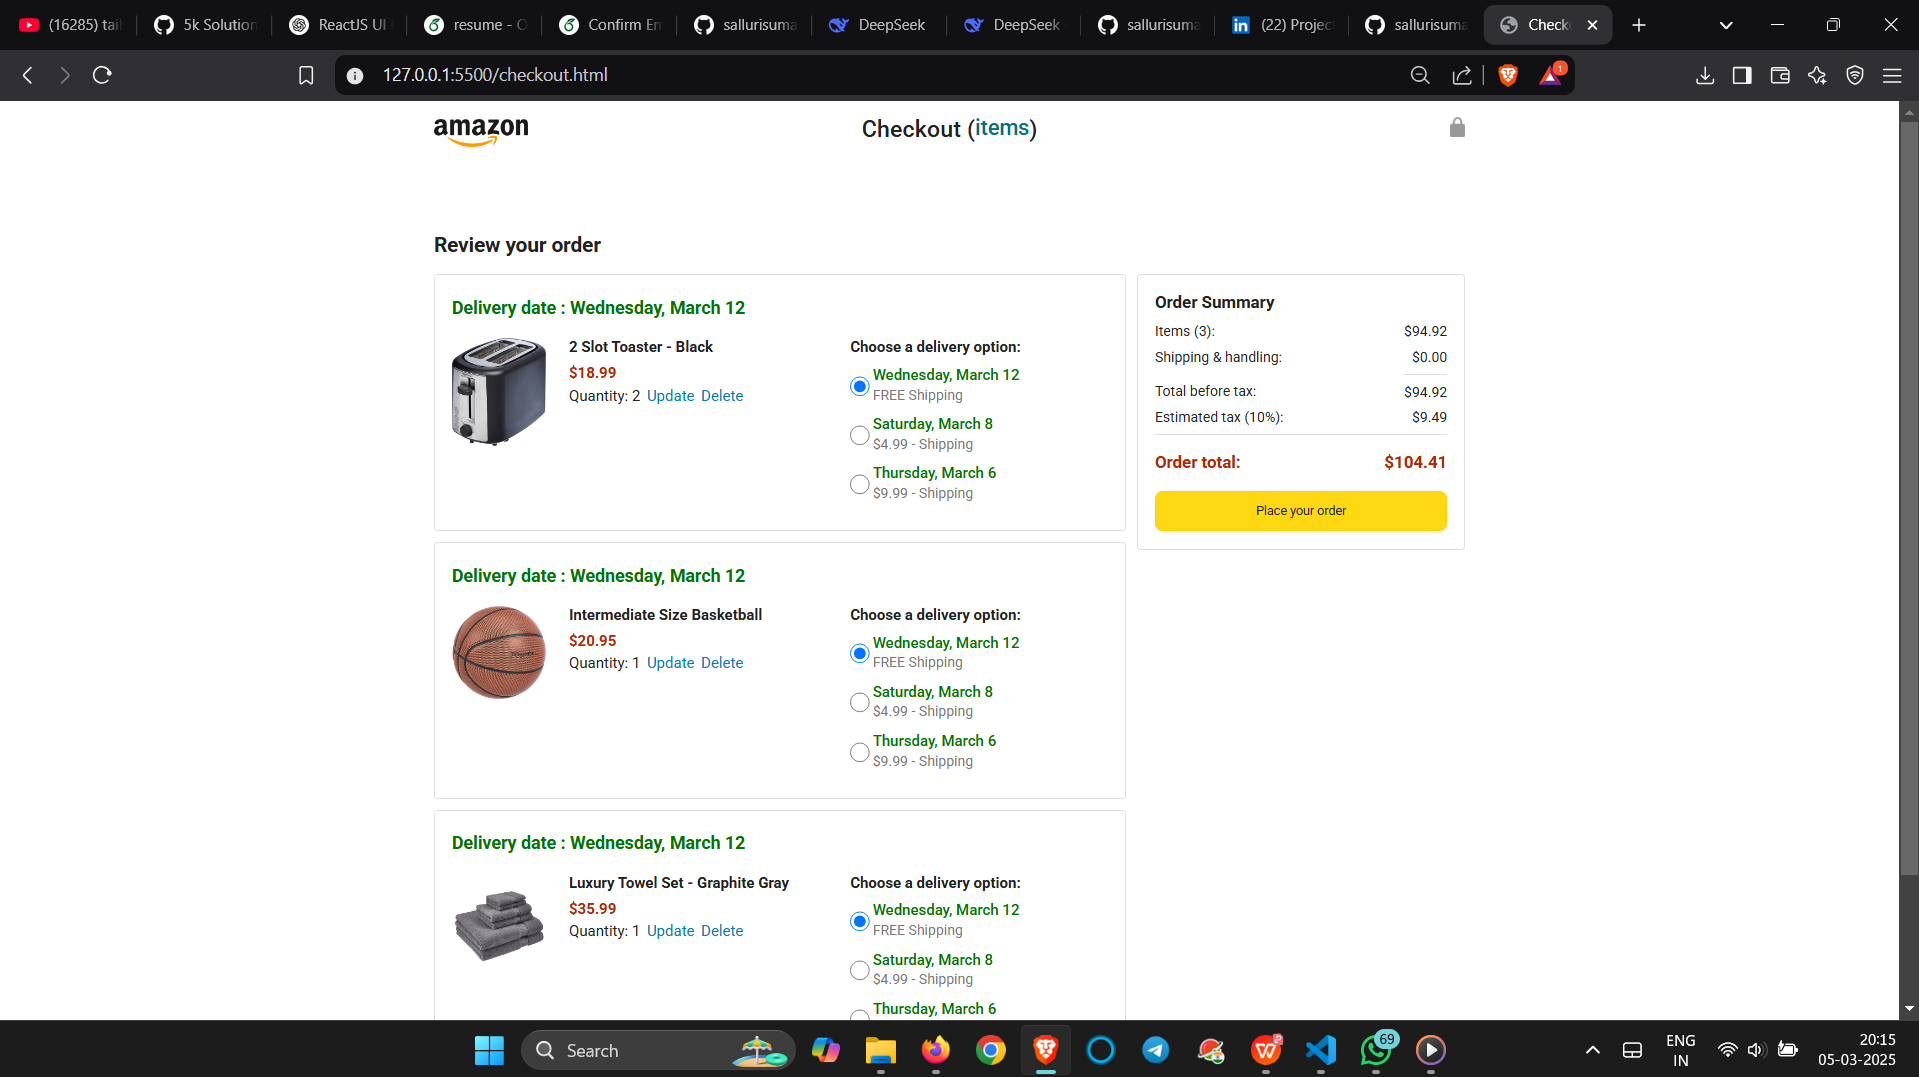 (16285) tail
5k Solution
ReactJS UI
resume - O
Confirm Em
sallurisuma
DeepSeek
DeepSeek
sallurisuma
(22) Project
sallurisuma
Checko
127.0.0.1:5500/checkout.html
1
amazon
Checkout (items)
Review your order
Delivery date : Wednesday, March 12
2 Slot Toaster - Black
$18.99
Quantity: 2 Update Delete
Choose a delivery option:
Wednesday, March 12
FREE Shipping
Saturday, March 8
$4.99 - Shipping
Thursday, March 6
$9.99 - Shipping
Order Summary
Items (3): $94.92
Shipping & handling: $0.00
Total before tax: $94.92
Estimated tax (10%): $9.49
Order total: $104.41
Place your order
Delivery date : Wednesday, March 12
Intermediate Size Basketball
$20.95
Quantity: 1 Update Delete
Choose a delivery option:
Wednesday, March 12
FREE Shipping
Saturday, March 8
$4.99 - Shipping
Thursday, March 6
$9.99 - Shipping
Delivery date : Wednesday, March 12
Luxury Towel Set - Graphite Gray
$35.99
Quantity: 1 Update Delete
Choose a delivery option:
Wednesday, March 12
FREE Shipping
Saturday, March 8
$4.99 - Shipping
Thursday, March 6
Search
69
ENG
IN
20:15
05-03-2025